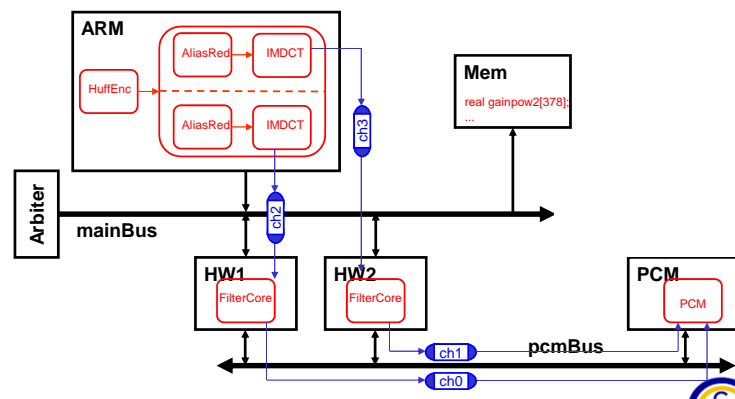 ARM
AliasRed
IMDCT
HuffEnc
AliasRed
IMDCT
Mem
real gainpow2[378];
...
ch3
Arbiter
ch2
mainBus
HW1
FilterCore
HW2
FilterCore
PCM
PCM
ch1
pcmBus
ch0
C